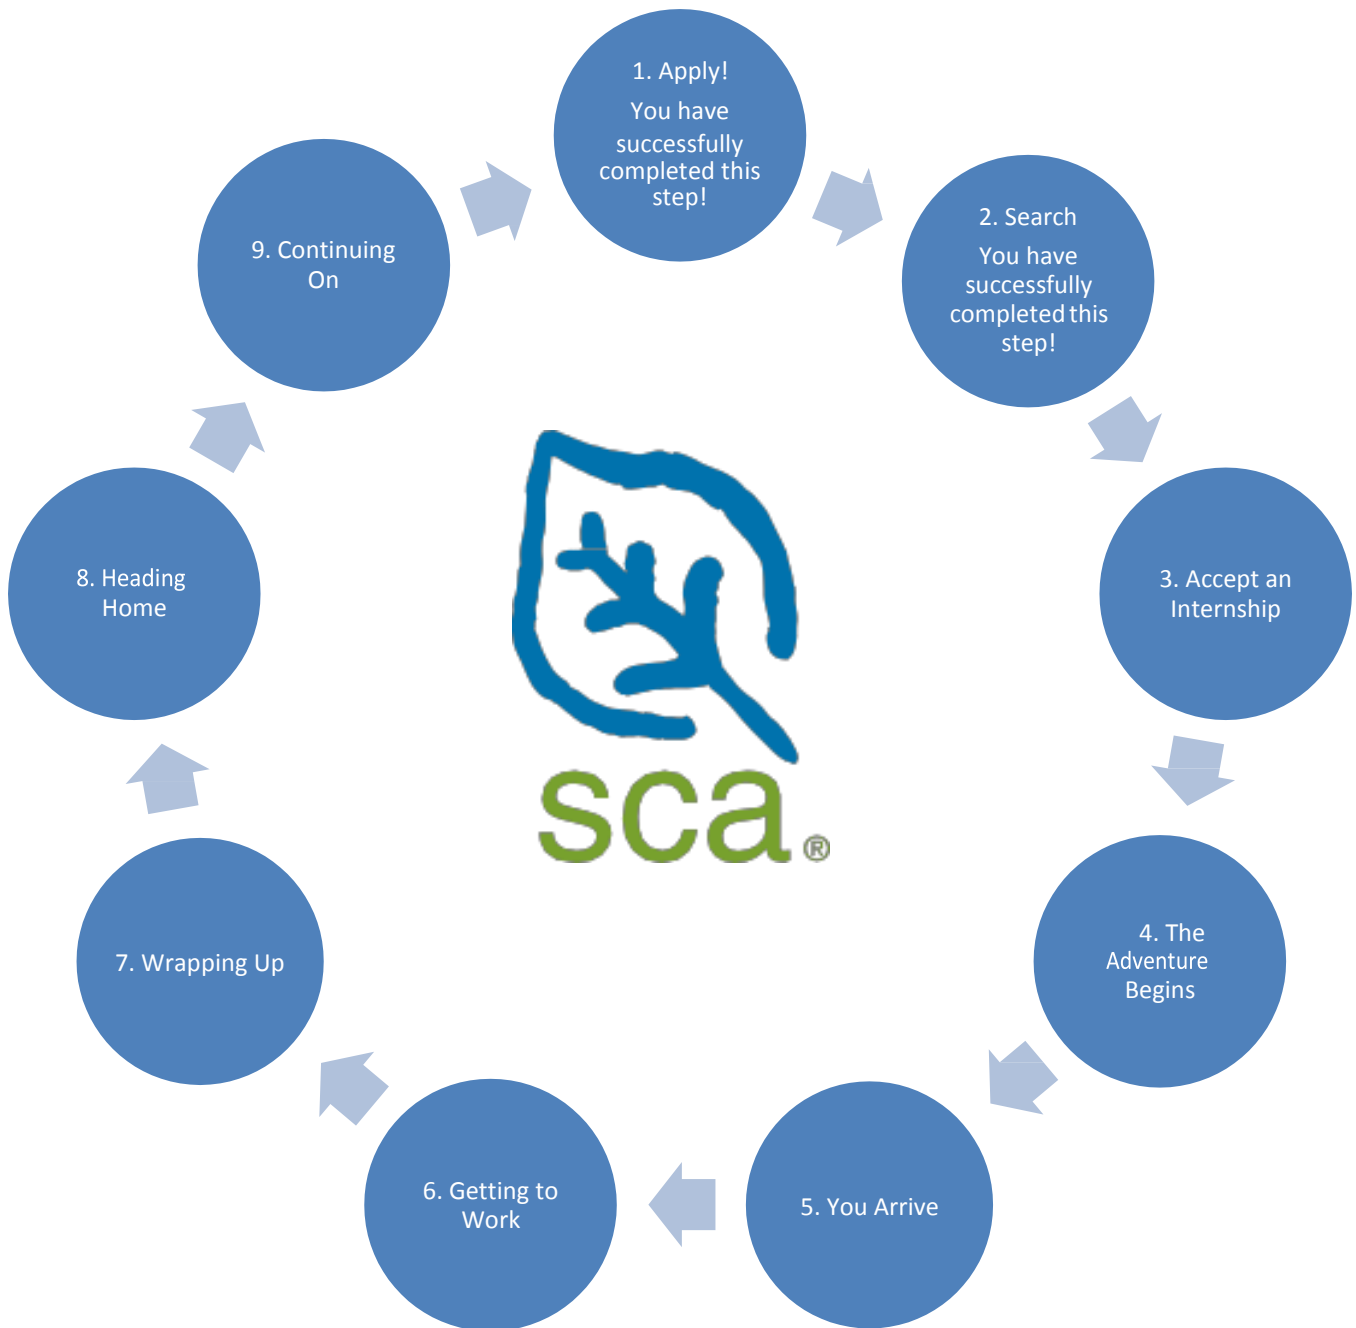 1. Apply!
You have
successfully
completed this
step!
2. Search
You have
successfully
completed this
step!
3. Accept an
Internship
4. The
Adventure
Begins
5. You Arrive
6. Getting to
Work
7. Wrapping Up
8. Heading
Home
9. Continuing
On
sca®